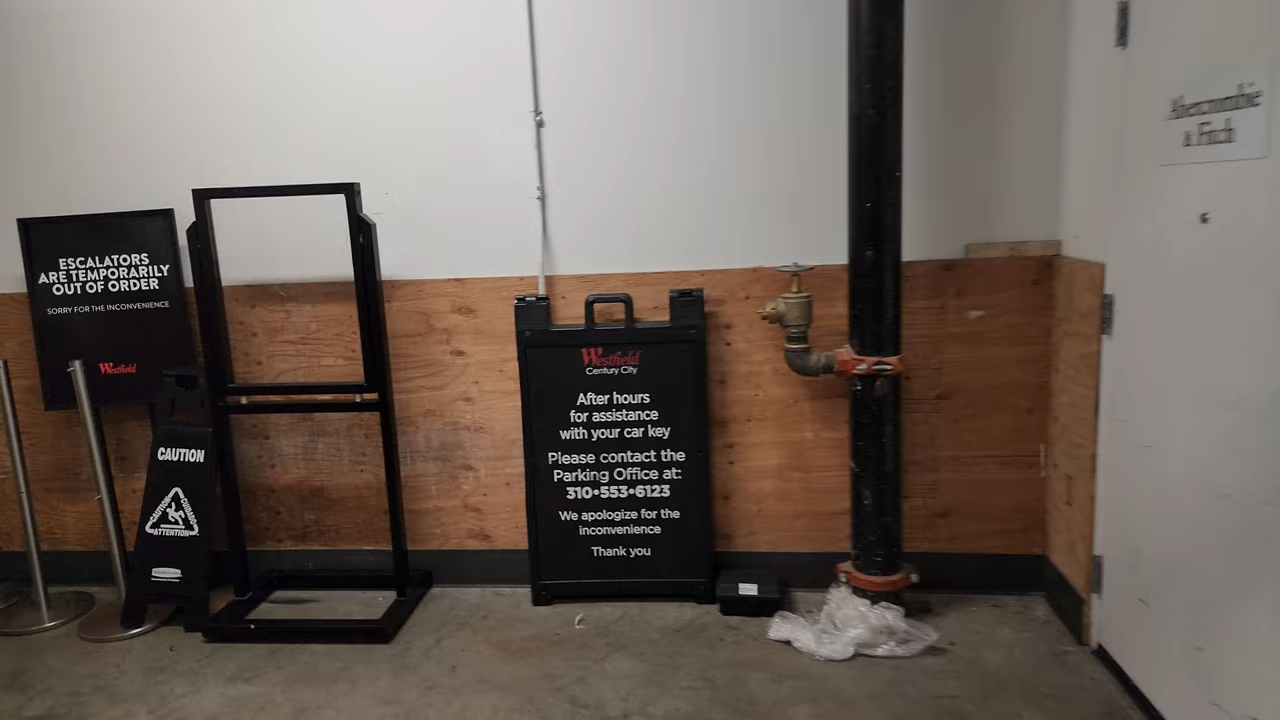 ESCALATORS
ARE TEMPORARILY
OUT OF ORDER
SORRY FOR THE INCONVENIENCE
Westfield
CAUTION
CAUTION
CUIDADO
ATTENTION
Westfield
Century City
After hours
for assistance
with your car key
Please contact the
Parking Office at:
310•553•6123
We apologize for the
inconvenience
Thank you
Abercrombie
& Fitch